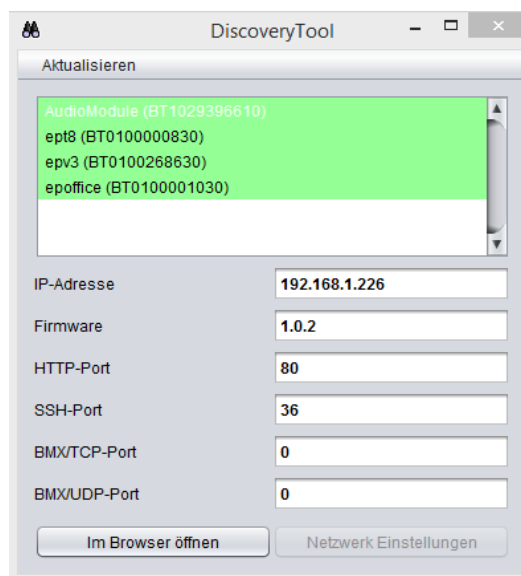 DiscoveryTool
Aktualisieren
AudioModule (BT1029396610)
ept8 (BT0100000830)
epv3 (BT0100268630)
epoffice (BT0100001030)
IP-Adresse 192.168.1.226
Firmware 1.0.2
HTTP-Port 80
SSH-Port 36
BMX/TCP-Port 0
BMX/UDP-Port 0
Im Browser öffnen Netzwerk Einstellungen